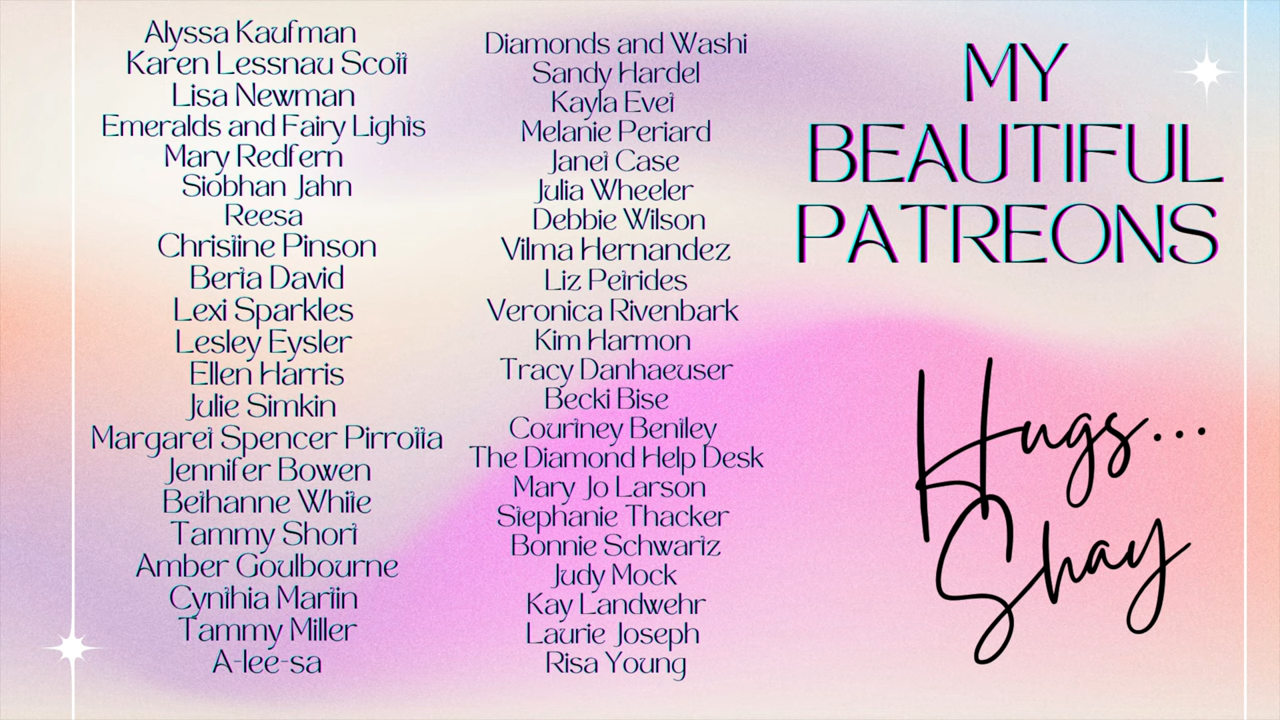 Alyssa Kaufman
Karen Lessnau Scott
Lisa Newman
Emeralds and Fairy Lights
Mary Redfern
Siobhan Jahn
Reesa
Christine Pinson
Berta David
Lexi Sparkles
Lesley Eysler
Ellen Harris
Julie Simkin
Margaret Spencer Pirrotta
Jennifer Bowen
Bethanne White
Tammy Short
Amber Goulbourne
Cynthia Martin
Tammy Miller
A-lee-sa
Diamonds and Washi
Sandy Hardel
Kayla Evet
Melanie Periard
Janet Case
Julia Wheeler
Debbie Wilson
Vilma Hernandez
Liz Petrides
Veronica Rivenbark
Kim Harmon
Tracy Danhaeuser
Becki Bise
Courtney Bentley
The Diamond Help Desk
Mary Jo Larson
Stephanie Thacker
Bonnie Schwartz
Judy Mock
Kay Landwehr
Laurie Joseph
Risa Young
MY
BEAUTIFUL
PATREONS
Hugs...
Shay